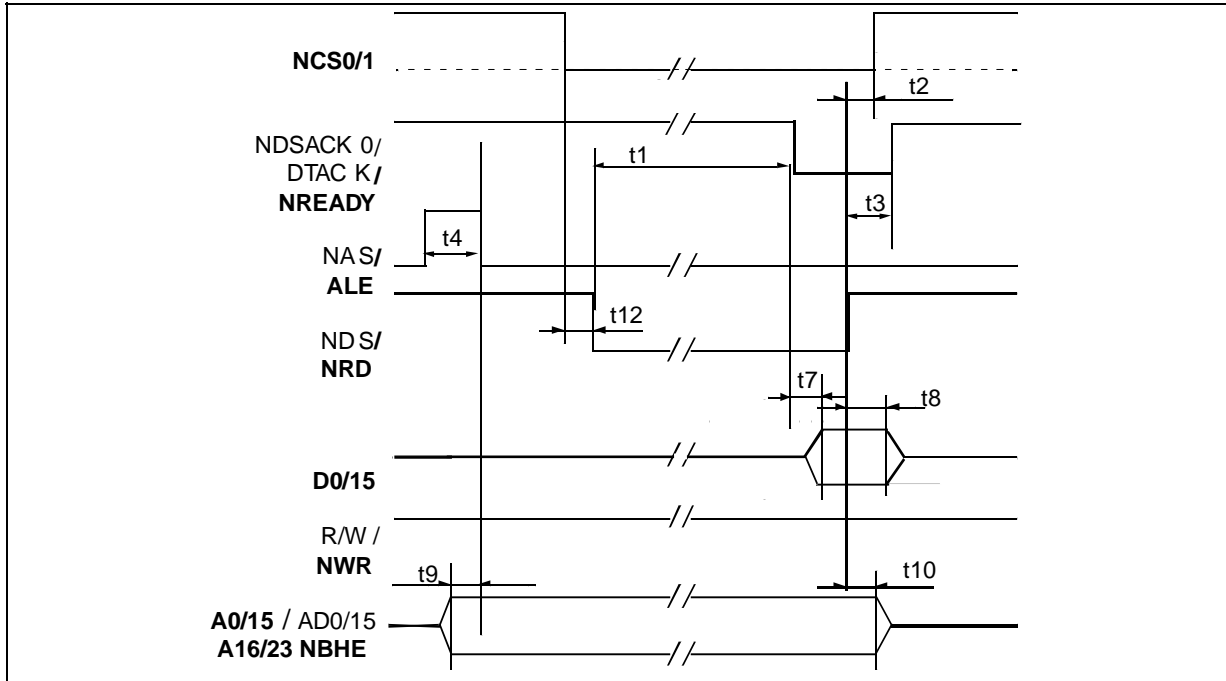 NCS0/1
t2
NDSACK 0/
DTAC K/
NREADY
t1
t3
t4
NA S/
ALE
t12
ND S/
NRD
t7
t8
D0/15
R/W /
NWR
t9
t10
A0/15 / AD0/15
A16/23 NBHE